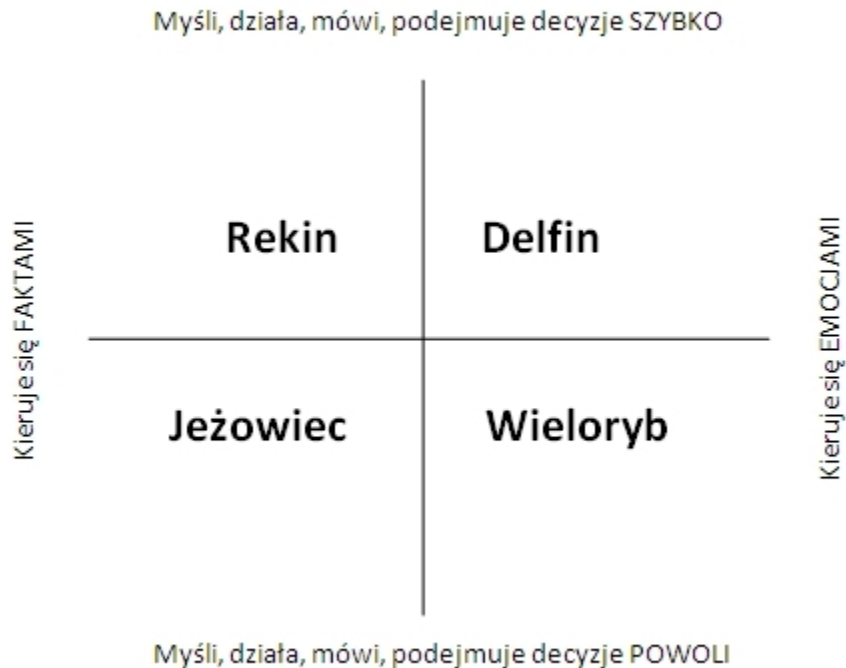 Myśli, działa, mówi, podejmuje decyzje SZYBKO
Kieruje się FAKTAMI
Rekin
Delfin
Kieruje się EMOCJAMI
Jeżowiec
Wieloryb
Myśli, działa, mówi, podejmuje decyzje POWOLI